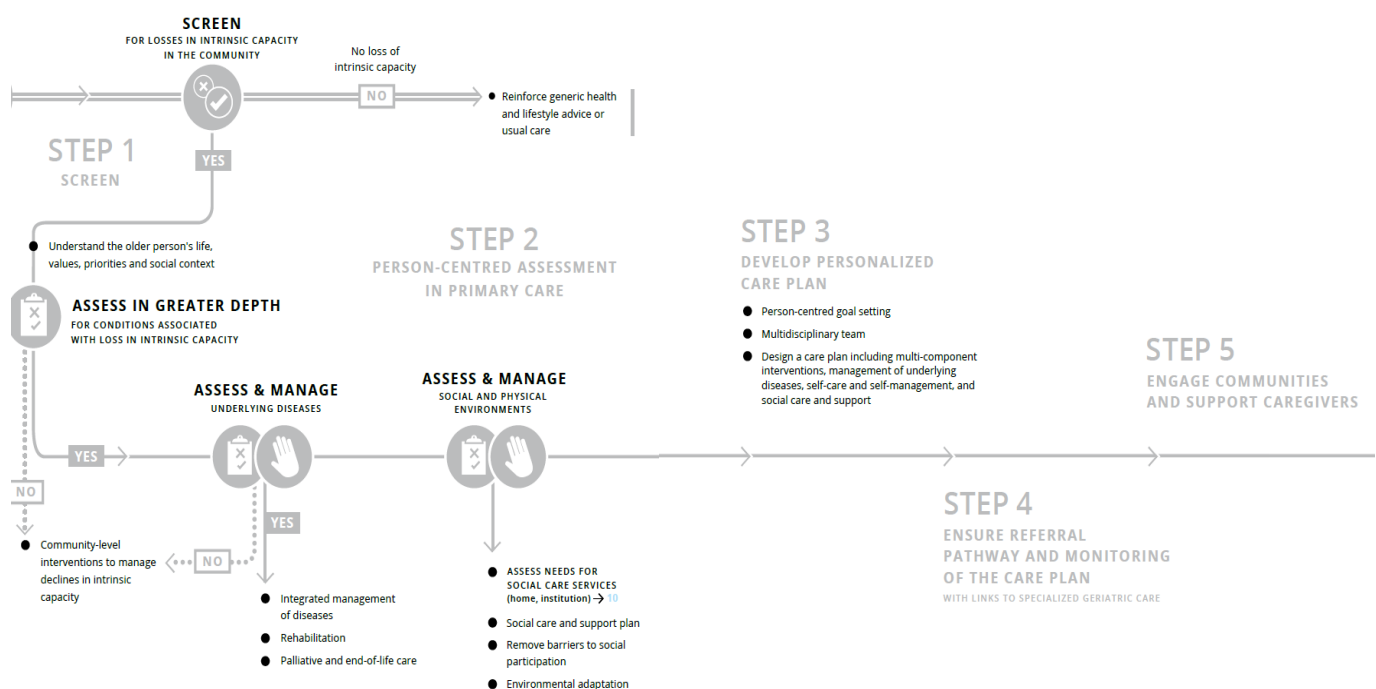 SCREEN
FOR LOSSES IN INTRINSIC CAPACITY
IN THE COMMUNITY
No loss of
intrinsic capacity
NO
Reinforce generic health
and lifestyle advice or
usual care
STEP 1
SCREEN
YES
Understand the older person's life,
values, priorities and social context
STEP 2
PERSON-CENTRED ASSESSMENT
IN PRIMARY CARE
ASSESS IN GREATER DEPTH
FOR CONDITIONS ASSOCIATED
WITH LOSS IN INTRINSIC CAPACITY
ASSESS & MANAGE
UNDERLYING DISEASES
ASSESS & MANAGE
SOCIAL AND PHYSICAL
ENVIRONMENTS
YES
NO
Community-level
interventions to manage
declines in intrinsic
capacity
NO
YES
Integrated management
of diseases
Rehabilitation
Palliative and end-of-life care
ASSESS NEEDS FOR
SOCIAL CARE SERVICES
(home, institution) → 10
Social care and support plan
Remove barriers to social
participation
Environmental adaptation
STEP 3
DEVELOP PERSONALIZED
CARE PLAN
Person-centred goal setting
Multidisciplinary team
Design a care plan including multi-component
interventions, management of underlying
diseases, self-care and self-management, and
social care and support
STEP 4
ENSURE REFERRAL
PATHWAY AND MONITORING
OF THE CARE PLAN
WITH LINKS TO SPECIALIZED GERIATRIC CARE
STEP 5
ENGAGE COMMUNITIES
AND SUPPORT CAREGIVERS